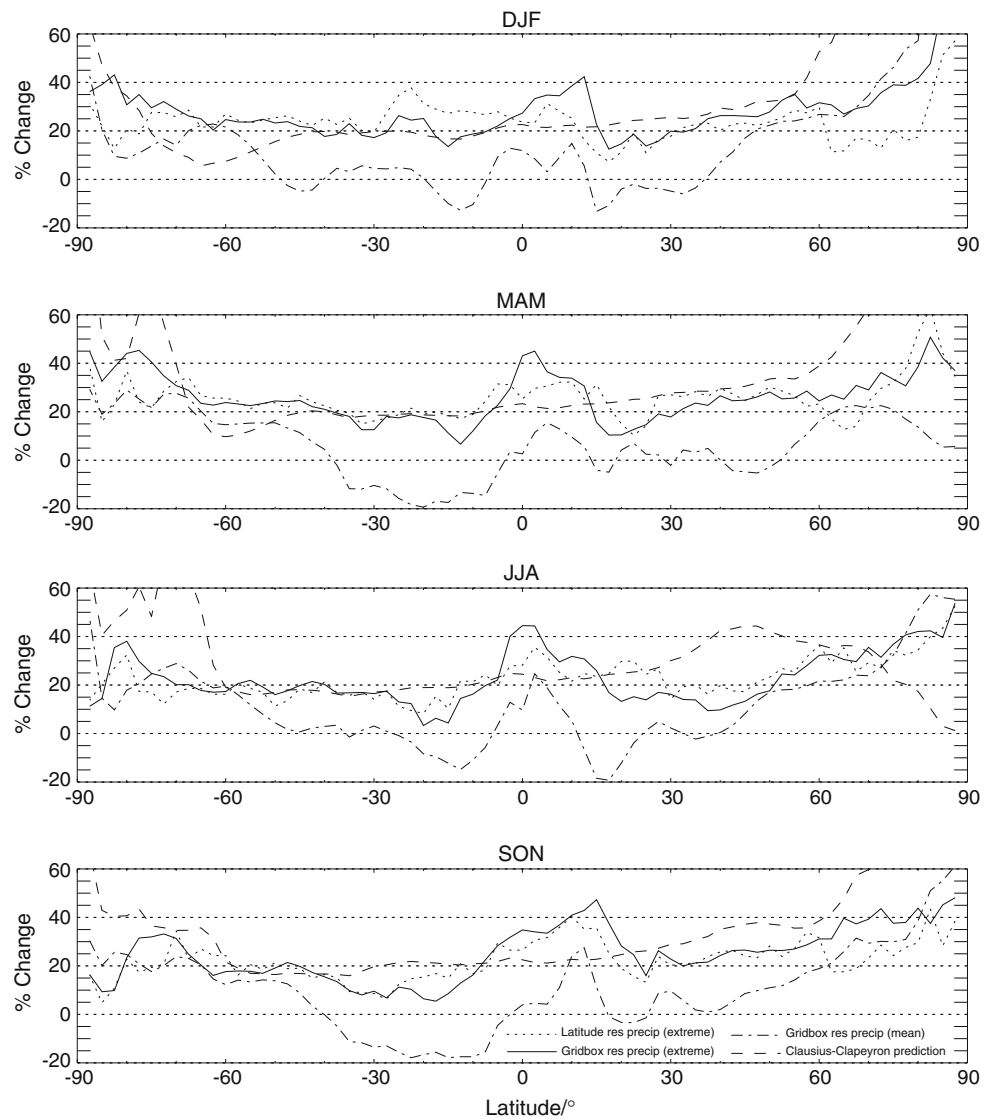 DJF
60
40
20
0
-20
% Change
-90 -60 -30 0 30 60 90
MAM
60
40
20
0
-20
% Change
-90 -60 -30 0 30 60 90
JJA
60
40
20
0
-20
% Change
-90 -60 -30 0 30 60 90
SON
60
40
20
0
-20
% Change
Latitude res precip (extreme) Gridbox res precip (mean)
Gridbox res precip (extreme) Clausius-Clapeyron prediction
-90 -60 -30 0 30 60 90
Latitude/°